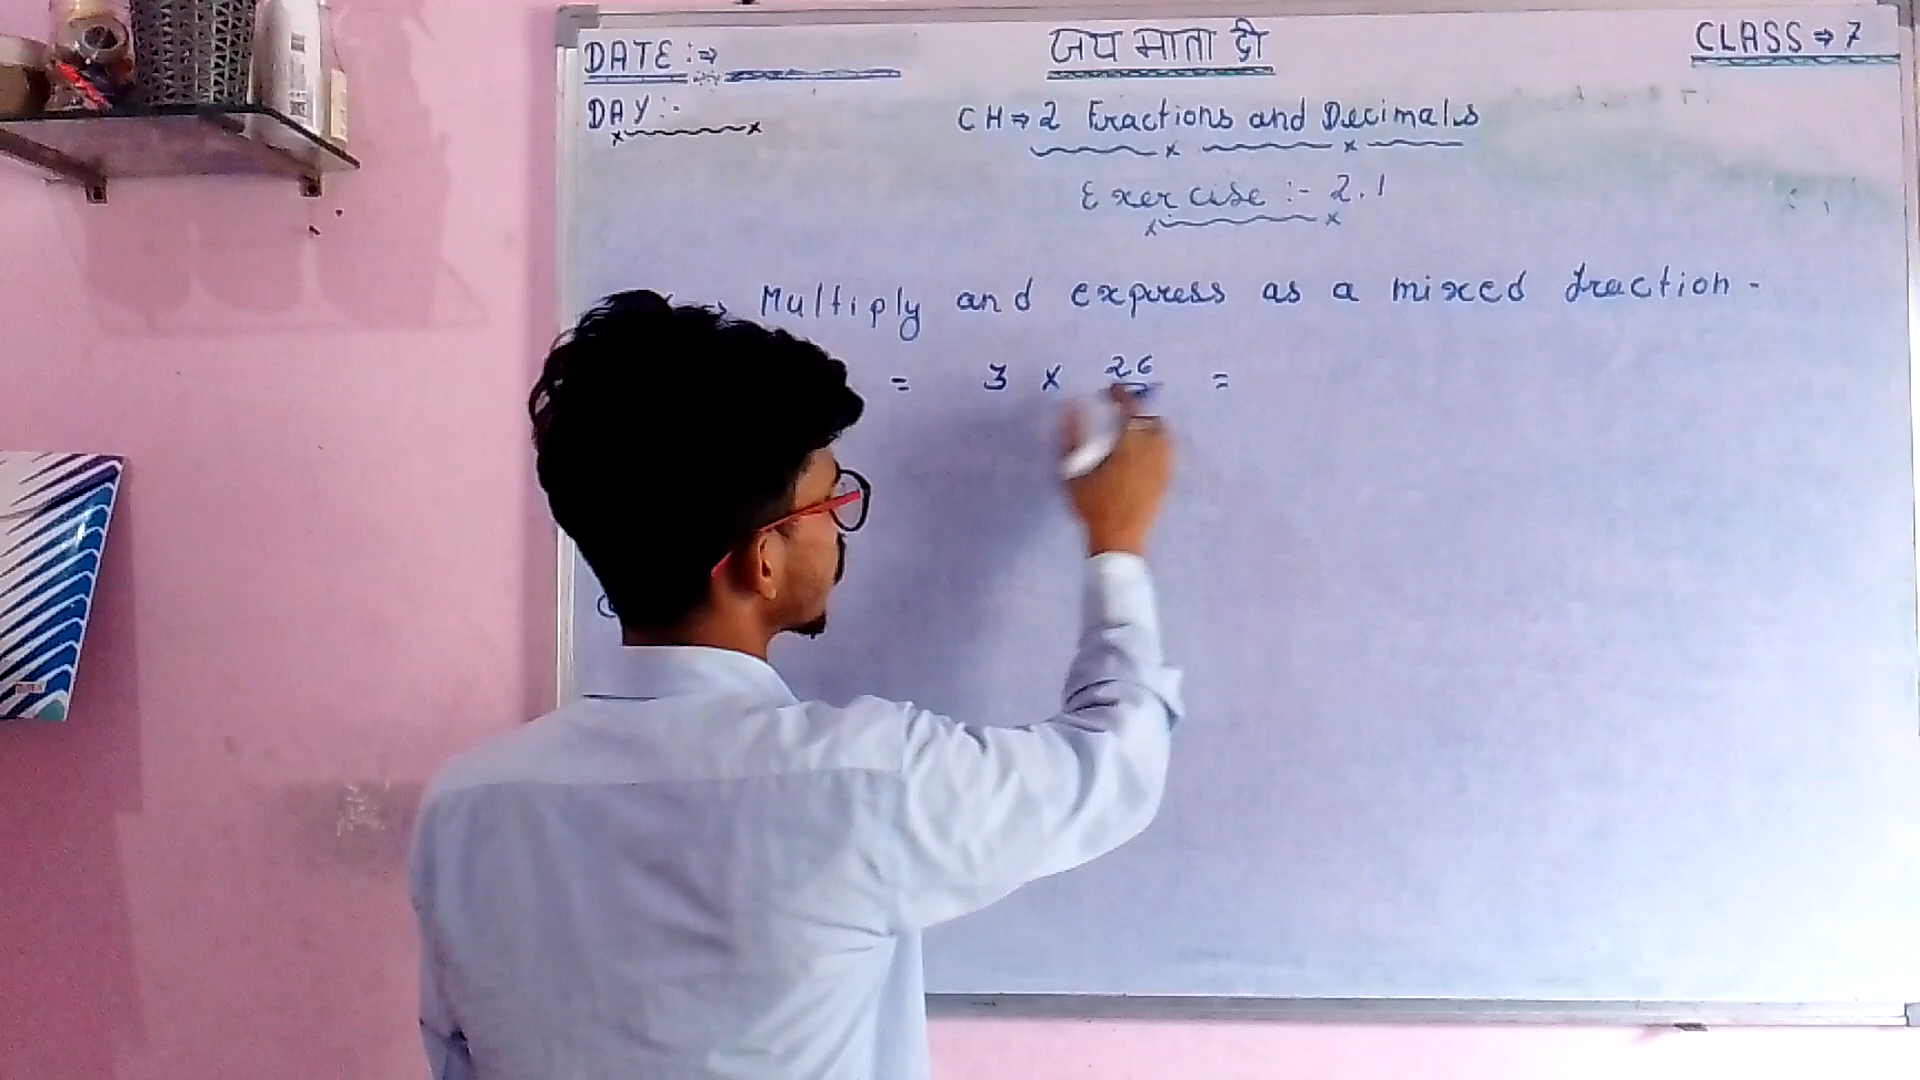 DATE :⇒
जय माता दी
CLASS ⇒ 7
DAY :-
CH ⇒ 2 Fractions and Decimals
Exercise :- 2.1
⇒ Multiply and express as a mixed fraction.
= 3 × 26 =